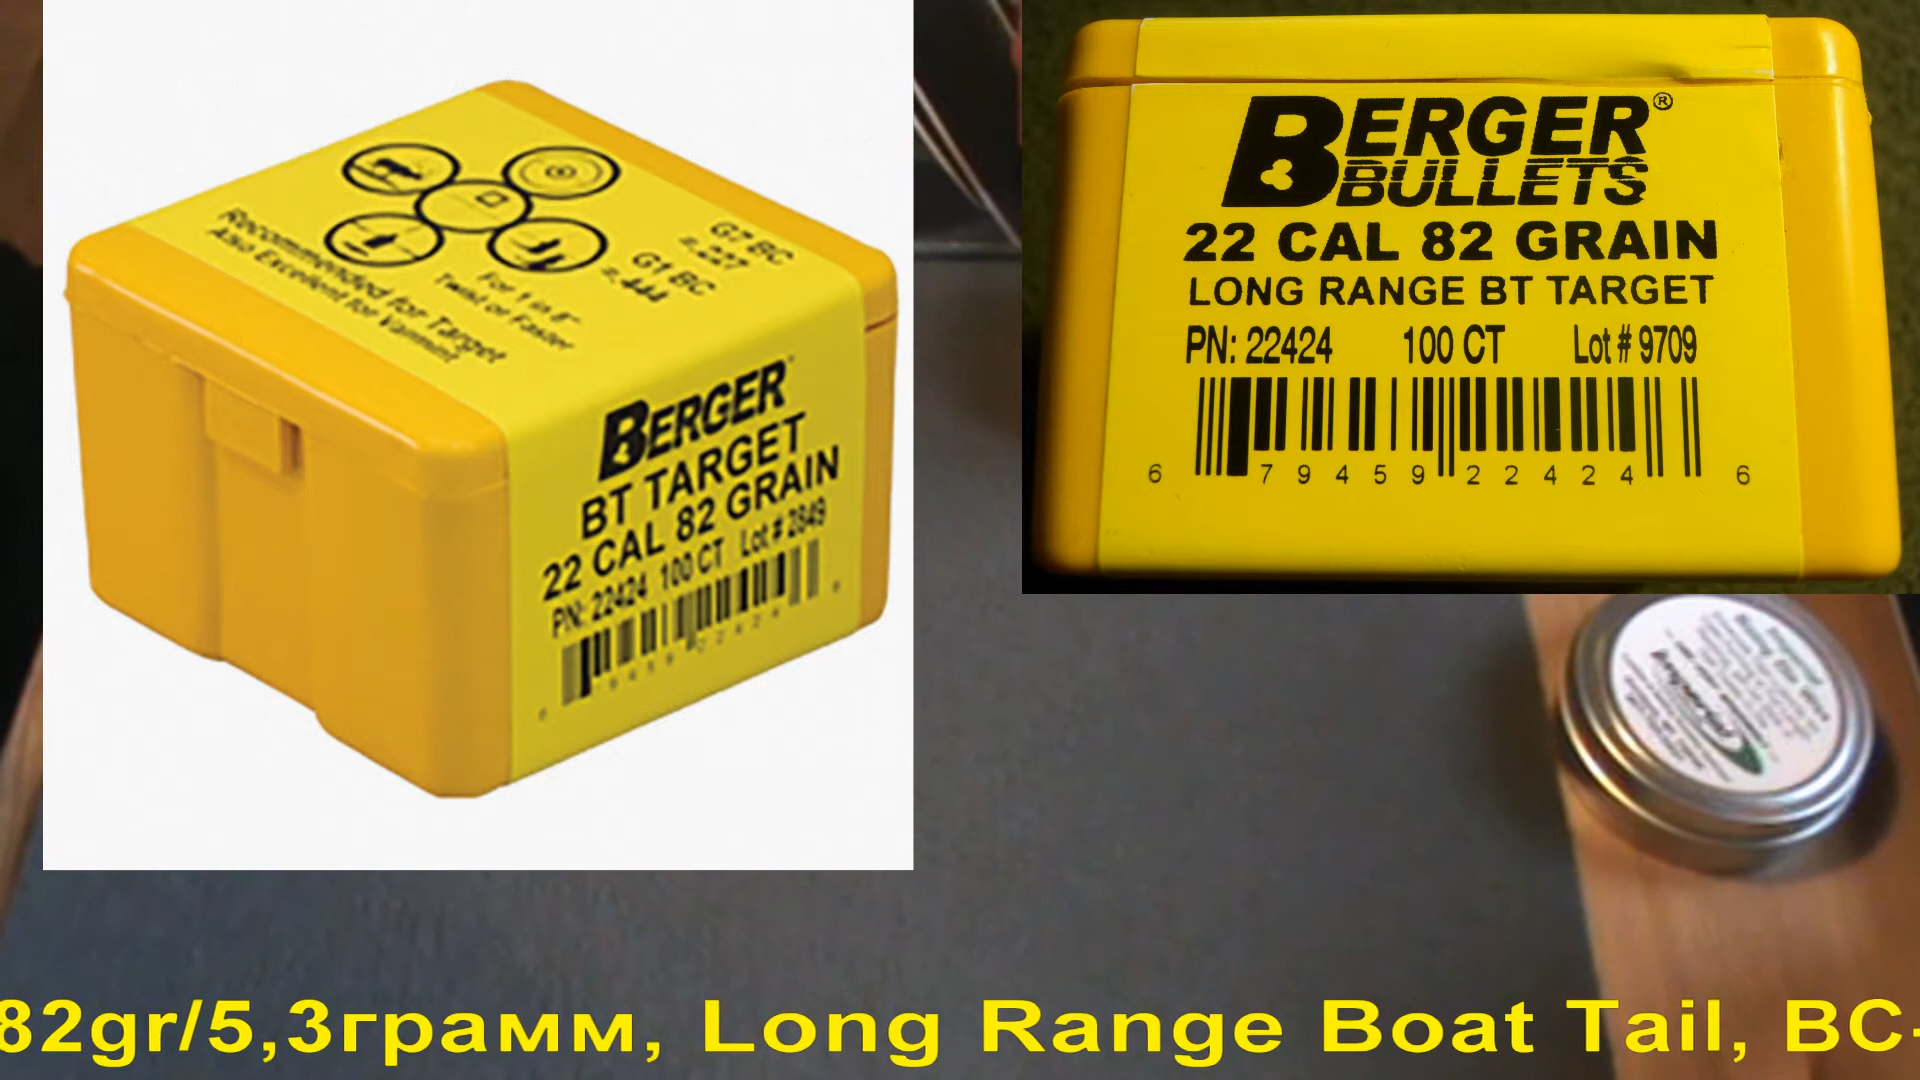 Recommended for Target
Also Excellent for Varmint
For 1 in 8"
Twist or Faster
G7 BC
=.227
G1 BC
=.444
BERGER
BT TARGET
22 CAL 82 GRAIN
PN: 22424 100 CT Lot # 2849
BERGER®
BULLETS
22 CAL 82 GRAIN
LONG RANGE BT TARGET
PN: 22424 100 CT Lot # 9709
6 79459 22424 6
82gr/5,3грамм, Long Range Boat Tail, BC-